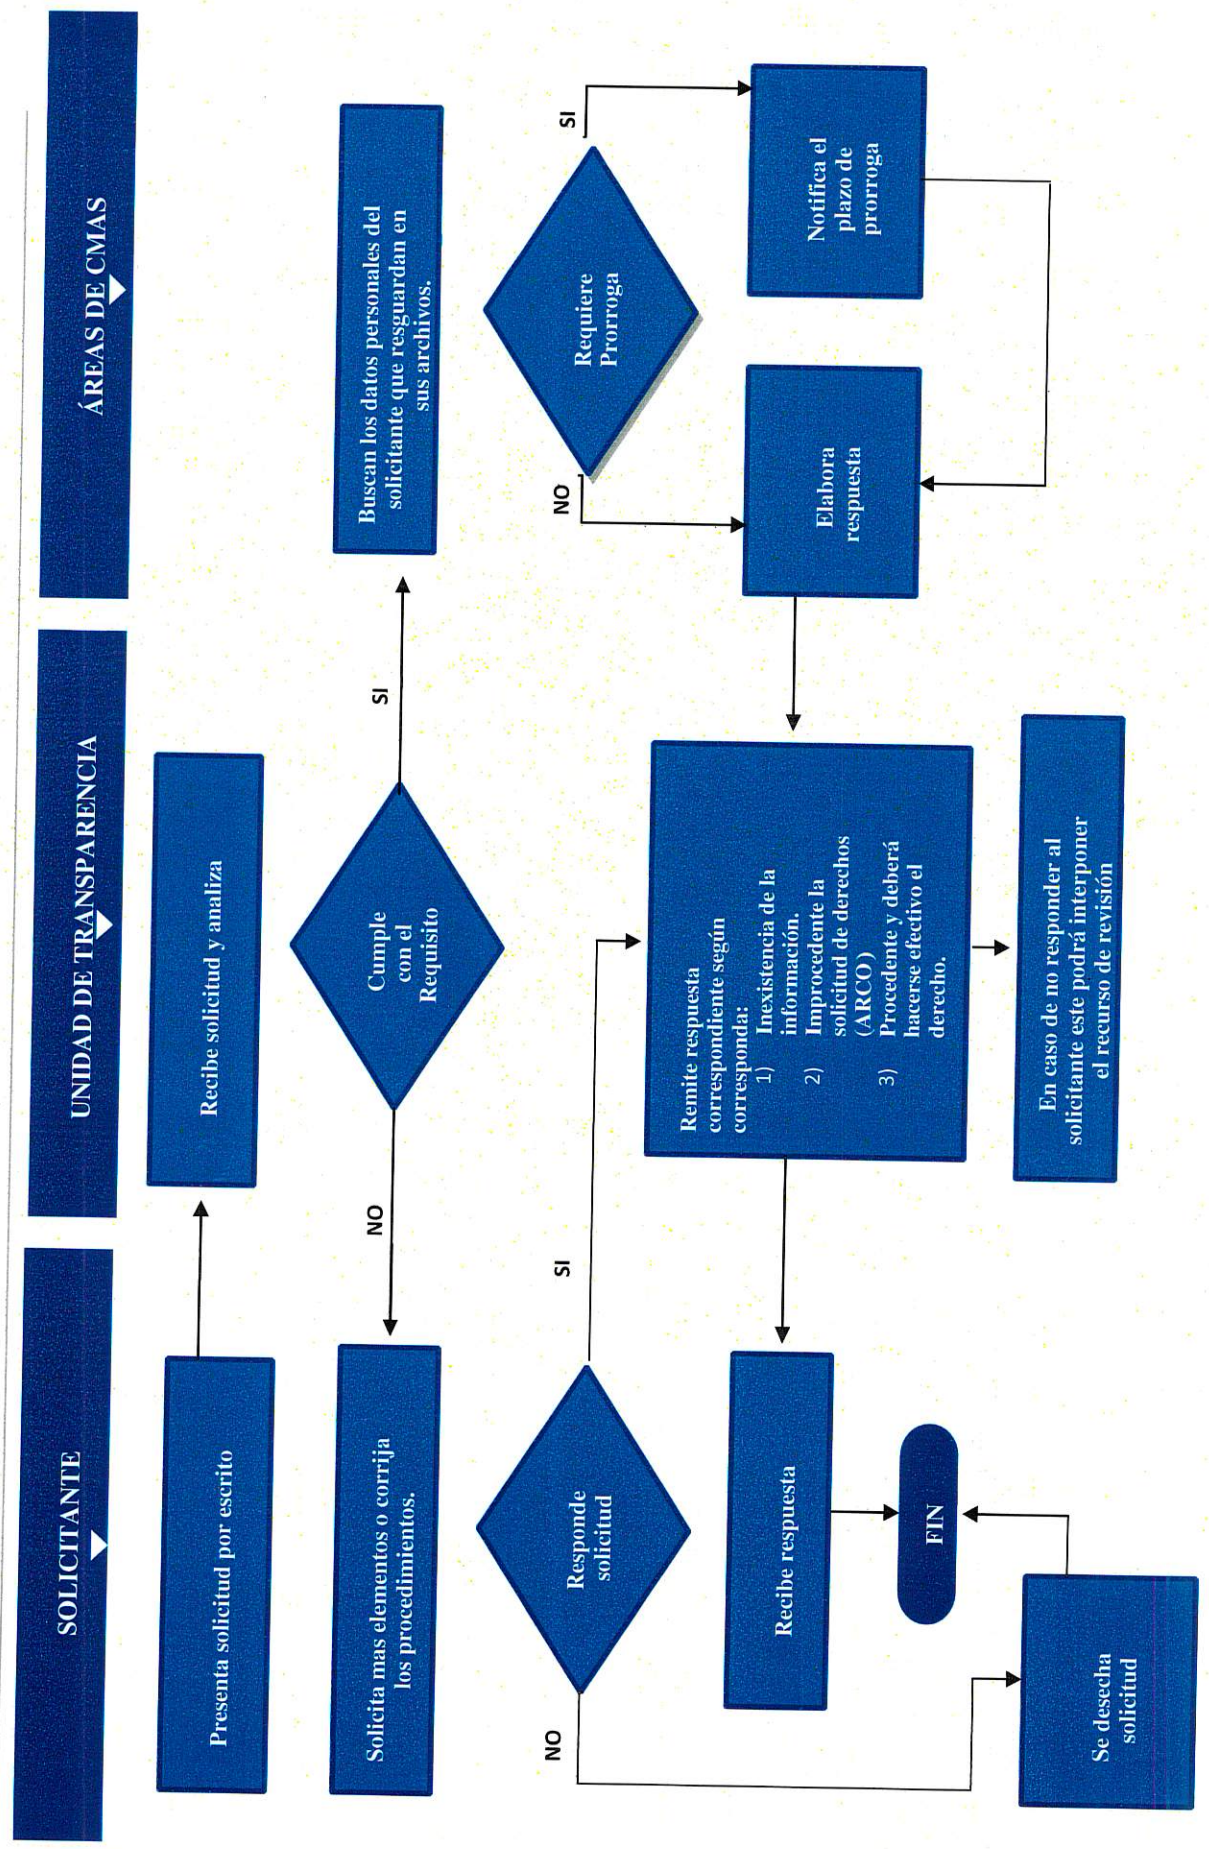 SOLICITANTE
UNIDAD DE TRANSPARENCIA
ÁREAS DE CMAS
Presenta solicitud por escrito
Recibe solicitud y analiza
Solicita mas elementos o corrija
los procedimientos.
NO
Cumple
con el
Requisito
SI
Buscan los datos personales del
solicitante que resguardan en
sus archivos.
NO
Responde
solicitud
SI
NO
Requiere
Prorroga
SI
Recibe respuesta
Remite respuesta
correspondiente según
corresponda:
1) Inexistencia de la
información.
2) Improcedente la
solicitud de derechos
(ARCO)
3) Procedente y deberá
hacerse efectivo el
derecho.
Elabora
respuesta
Notifica el
plazo de
prorroga
FIN
Se desecha
solicitud
En caso de no responder al
solicitante este podrá interponer
el recurso de revisión